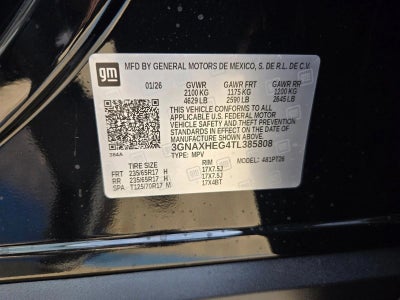 gm MFD BY GENERAL MOTORS DE MEXICO, S. DE R.L. DE C.V.
01/26 GVWR GAWR FRT GAWR RR
2100 KG 1175 KG 1200 KG
4629 LB 2590 LB 2645 LB
THIS VEHICLE CONFORMS TO ALL
APPLICABLE U.S. FEDERAL MOTOR
VEHICLE SAFETY AND THEFT PREVENTION
STANDARDS IN EFFECT ON THE DATE OF
MANUFACTURE SHOWN ABOVE.
3GNAXHEG4TL385808
TYPE: MPV MODEL: 481PT26
TIRE SIZE RIM
FRT 235/65R17 H 17X7.5J
RR 235/65R17 H 17X7.5J
SPA T125/70R17 M 17X4BT